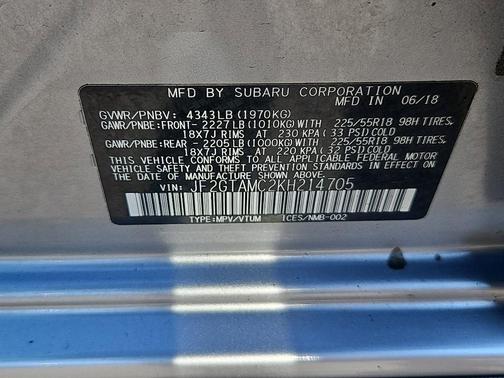 MFD BY SUBARU CORPORATION MFD IN 06/18
GVWR/PNBV: 4343LB(1970KG)
GAWR/PNBE:FRONT- 2227LB(1010KG)WITH 225/55R18 98H TIRES,
18X7J RIMS AT 230 KPA(33 PSI)COLD
GAWR/PNBE:REAR - 2205LB(1000KG)WITH 225/55R18 98H TIRES,
18X7J RIMS AT 220 KPA(32 PSI)COLD
THIS VEHICLE CONFORMS TO ALL APPLICABLE FEDERAL MOTOR
VEHICLE SAFETY STANDARDS IN EFFECT ON THE
DATE OF MANUFACTURE SHOWN ABOVE.
VIN: JF2GTAMC2KH214705
TYPE:MPV/VTUM ICES/NMB-002